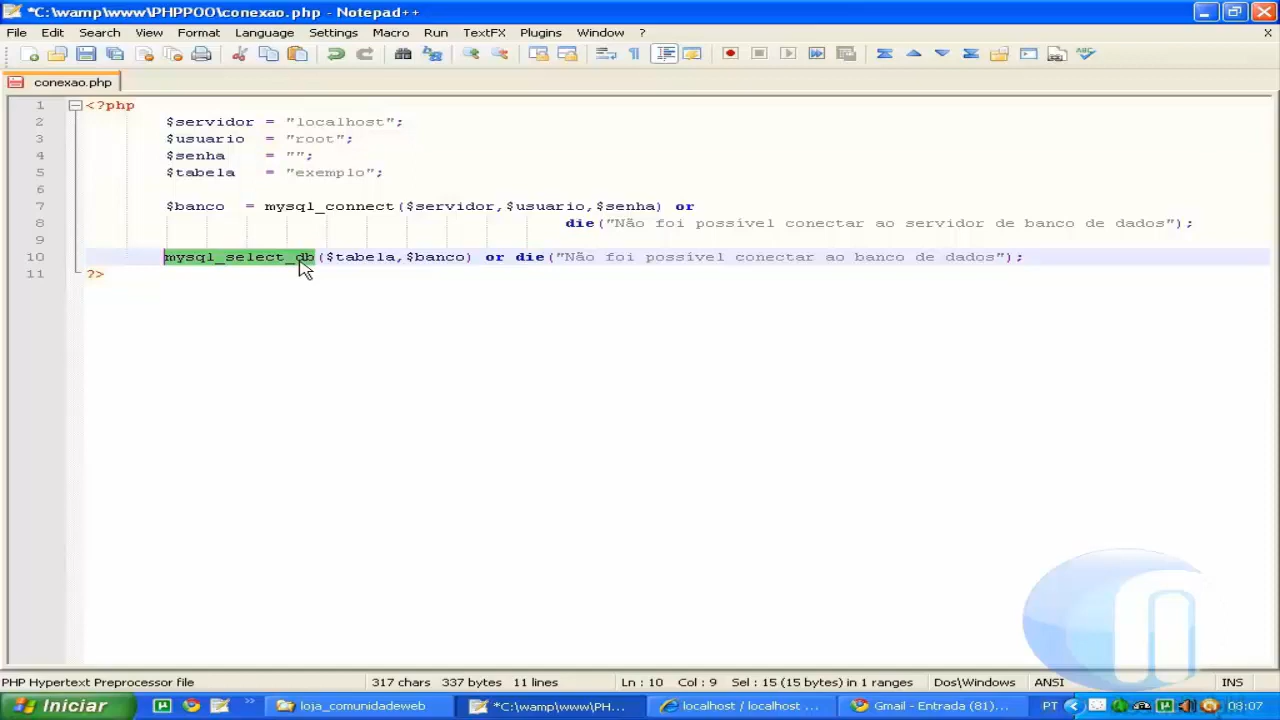 *C:\wamp\www\PHPPOO\conexao.php - Notepad++
File Edit Search View Format Language Settings Macro Run TextFX Plugins Window ? X
conexao.php
1 <?php
2 $servidor = "localhost";
3 $usuario = "root";
4 $senha = "";
5 $tabela = "exemplo";
6
7 $banco = mysql_connect($servidor,$usuario,$senha) or
8 die("Não foi possível conectar ao servidor de banco de dados");
9
10 mysql_select_db($tabela,$banco) or die("Não foi possível conectar ao banco de dados");
11 ?>
PHP Hypertext Preprocessor file 317 chars 337 bytes 11 lines Ln : 10 Col : 9 Sel : 15 (15 bytes) in 1 ranges Dos\Windows ANSI INS
Iniciar loja_comunidadeweb *C:\wamp\www\PH... localhost / localhost ... Gmail - Entrada (81)... PT 08:07